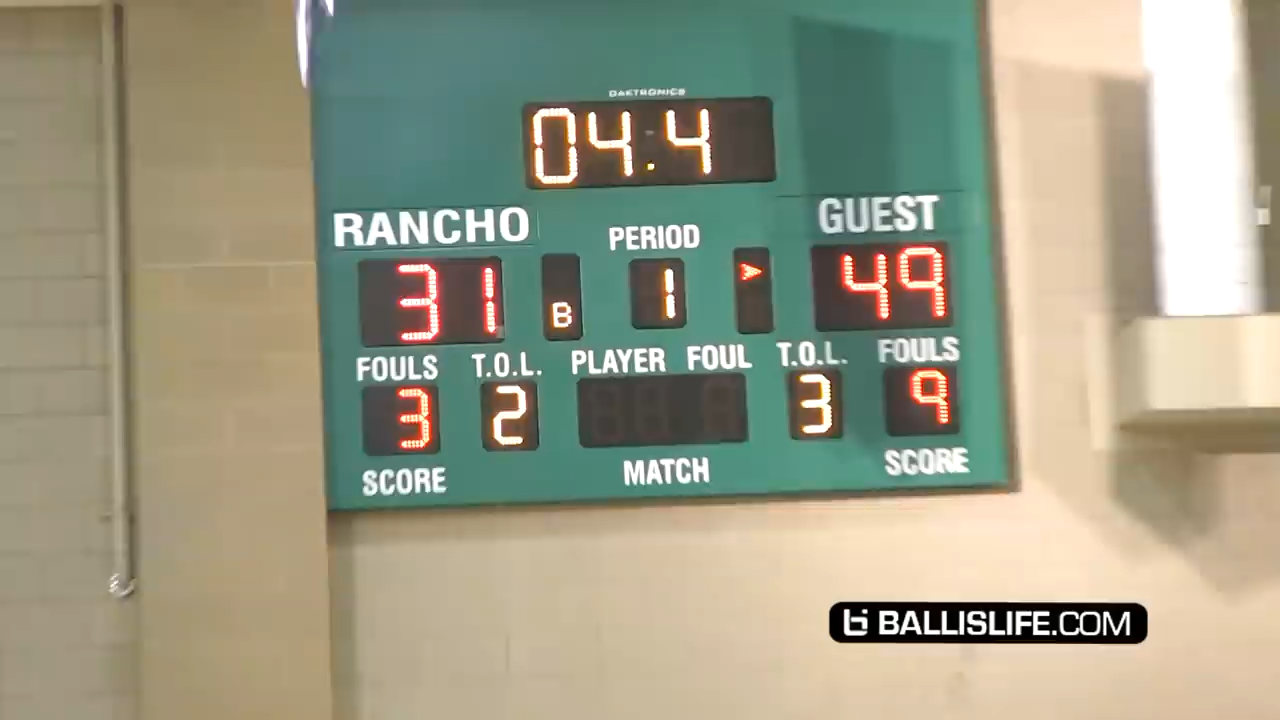 DAKTRONICS
04.4
RANCHO
GUEST
PERIOD
31
B
1
49
FOULS
T.O.L.
PLAYER FOUL
T.O.L.
FOULS
3
2
3
9
SCORE
MATCH
SCORE
BALLISLIFE.COM